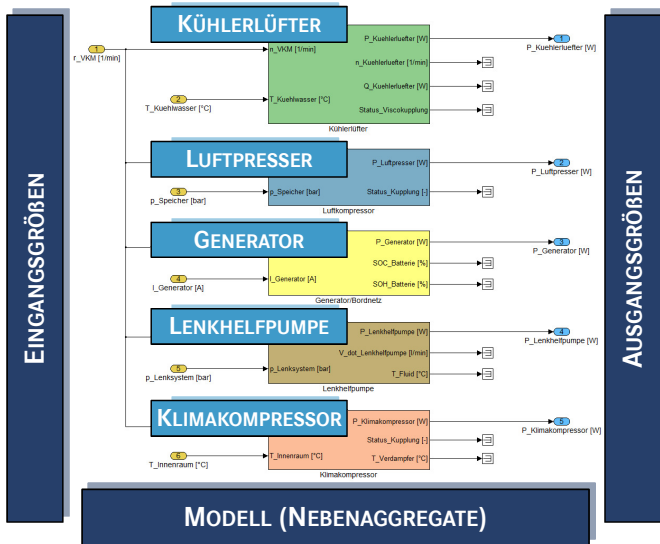 KÜHLERLÜFTER
1
r_VKM [1/min]
n_VKM [1/min]
P_Kuehlerluefter [W]
1
P_Kuehlerluefter [W]
n_Kuehlerluefter [1/min]
Q_Kuehlerluefter [W]
2
T_Kuehlwasser [°C]
T_Kuehlwasser [°C]
Status_Viscokupplung
Kühlerlüfter
LUFTPRESSER
P_Luftpresser [W]
2
P_Luftpresser [W]
3
p_Speicher [bar]
p_Speicher [bar]
Status_Kupplung [-]
Luftkompressor
GENERATOR
P_Generator [W]
3
P_Generator [W]
SOC_Batterie [%]
4
I_Generator [A]
I_Generator [A]
SOH_Batterie [%]
Generator/Bordnetz
LENKHELFPUMPE
P_Lenkhelfpumpe [W]
4
P_Lenkhelfpumpe [W]
V_dot_Lenkhelfpumpe [l/min]
5
p_Lenksystem [bar]
p_Lenksystem [bar]
T_Fluid [°C]
Lenkhelfpumpe
KLIMAKOMPRESSOR
P_Klimakompressor [W]
5
P_Klimakompressor [W]
Status_Kupplung [-]
6
T_Innenraum [°C]
T_Innenraum [°C]
T_Verdampfer [°C]
Klimakompressor
EINGANGSGRÖßEN
AUSGANGSGRÖßEN
MODELL (NEBENAGGREGATE)